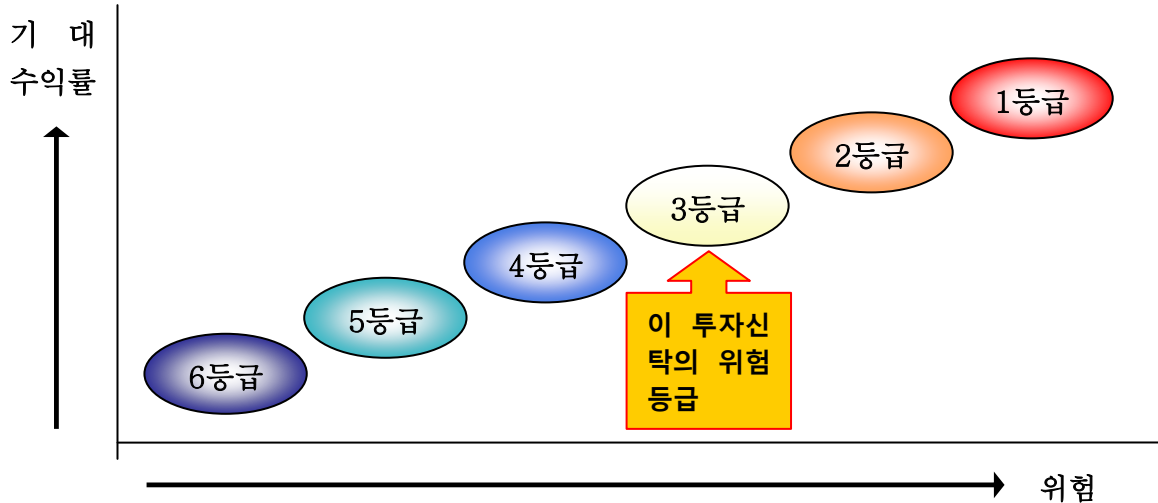 기 대
수익률
1등급
2등급
3등급
4등급
5등급
6등급
이 투자신
탁의 위험
등급
위험